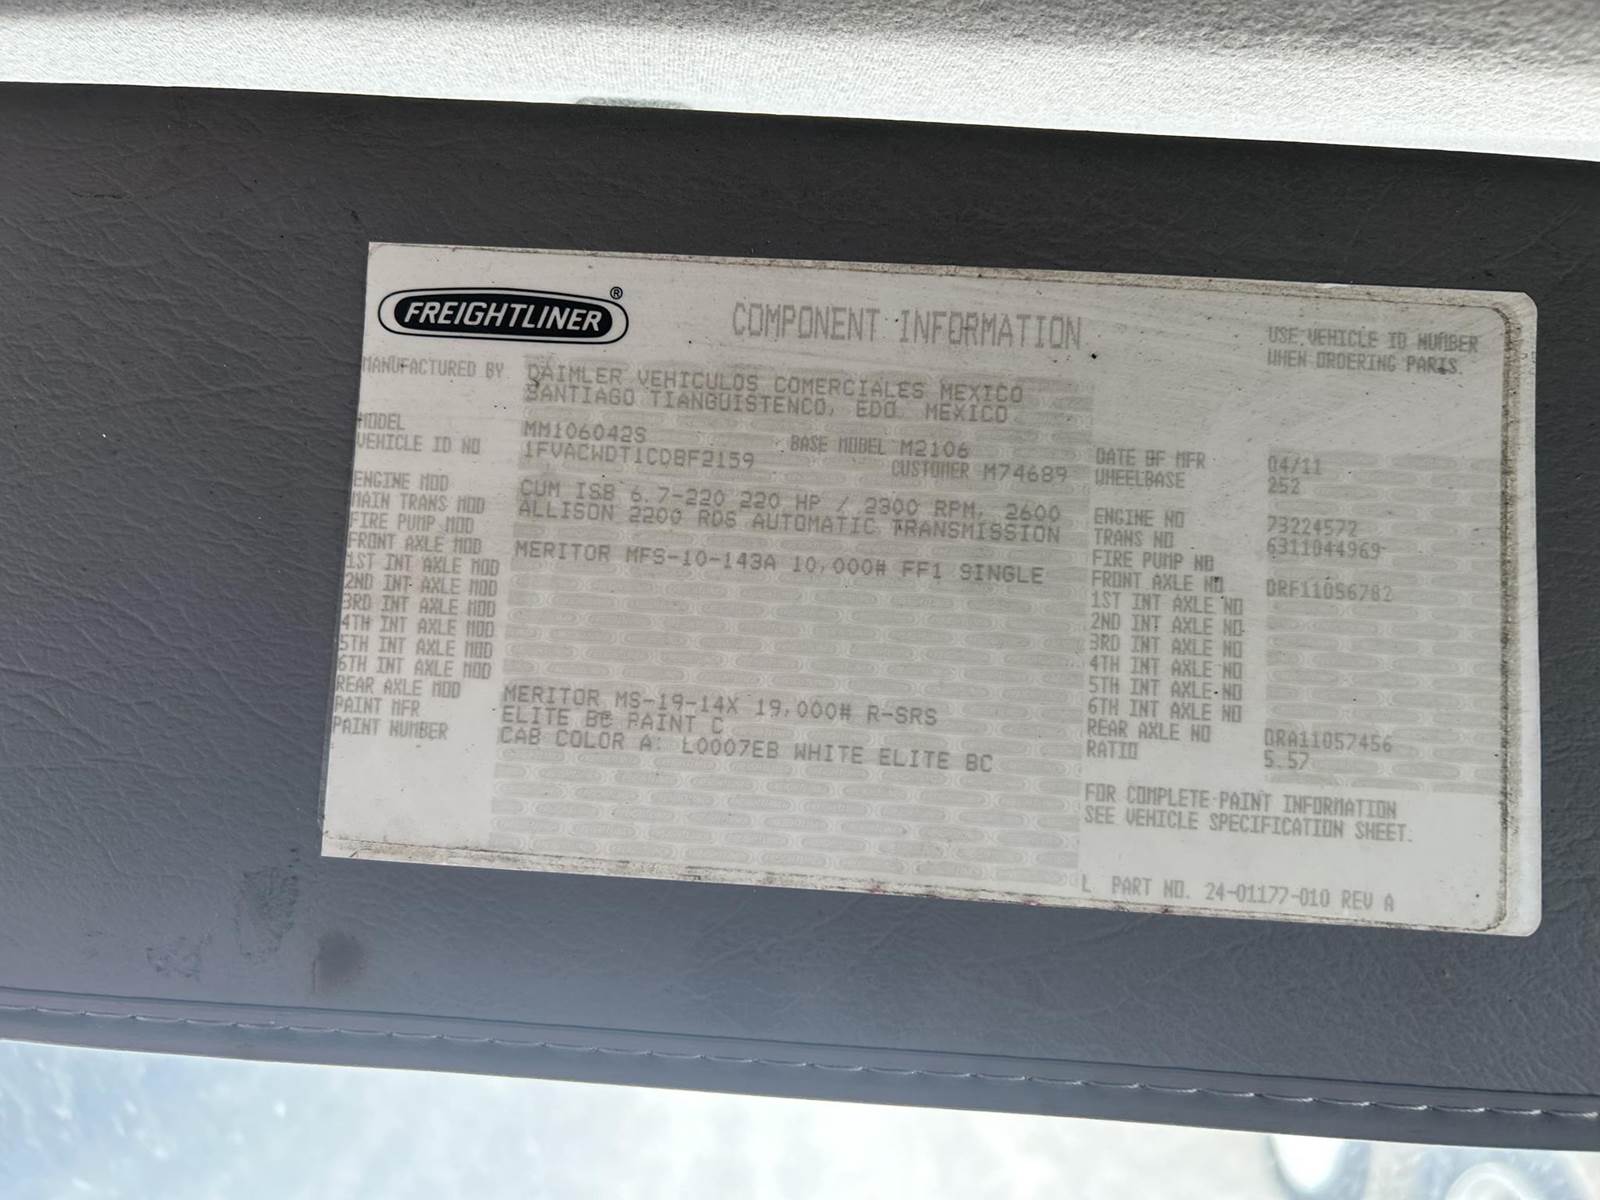 FREIGHTLINER ®
COMPONENT INFORMATION
USE VEHICLE ID NUMBER
WHEN ORDERING PARTS.
MANUFACTURED BY DAIMLER VEHICULOS COMERCIALES MEXICO
SANTIAGO TIANGUISTENCO, EDO. MEXICO
MODEL MM106042S BASE MODEL M2106 DATE OF MFR 04/11
VEHICLE ID NO 1FVACWDT1CDBF2159 CUSTOMER M74689 WHEELBASE 252
ENGINE MOD CUM ISB 6.7-220 220 HP / 2300 RPM, 2600 ENGINE NO 73224572
MAIN TRANS MOD ALLISON 2200 RDS AUTOMATIC TRANSMISSION TRANS NO 6311044969
FIRE PUMP MOD FIRE PUMP NO
FRONT AXLE MOD MERITOR MFS-10-143A 10,000# FF1 SINGLE FRONT AXLE NO DRF11056782
1ST INT AXLE MOD 1ST INT AXLE NO
2ND INT AXLE MOD 2ND INT AXLE NO
3RD INT AXLE MOD 3RD INT AXLE NO
4TH INT AXLE MOD 4TH INT AXLE NO
5TH INT AXLE MOD 5TH INT AXLE NO
6TH INT AXLE MOD 6TH INT AXLE NO
REAR AXLE MOD MERITOR MS-19-14X 19,000# R-SRS REAR AXLE NO DRA11057456
PAINT MFR ELITE BC PAINT C RATIO 5.57
PAINT NUMBER CAB COLOR A: L0007EB WHITE ELITE BC
FOR COMPLETE PAINT INFORMATION
SEE VEHICLE SPECIFICATION SHEET.
L PART NO. 24-01177-010 REV A